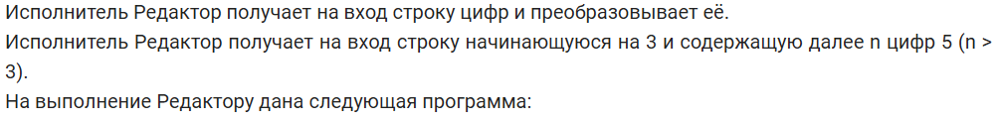 Исполнитель Редактор получает на вход строку цифр и преобразовывает её.
Исполнитель Редактор получает на вход строку начинающуюся на 3 и содержащую далее n цифр 5 (n >
3).
На выполнение Редактору дана следующая программа: